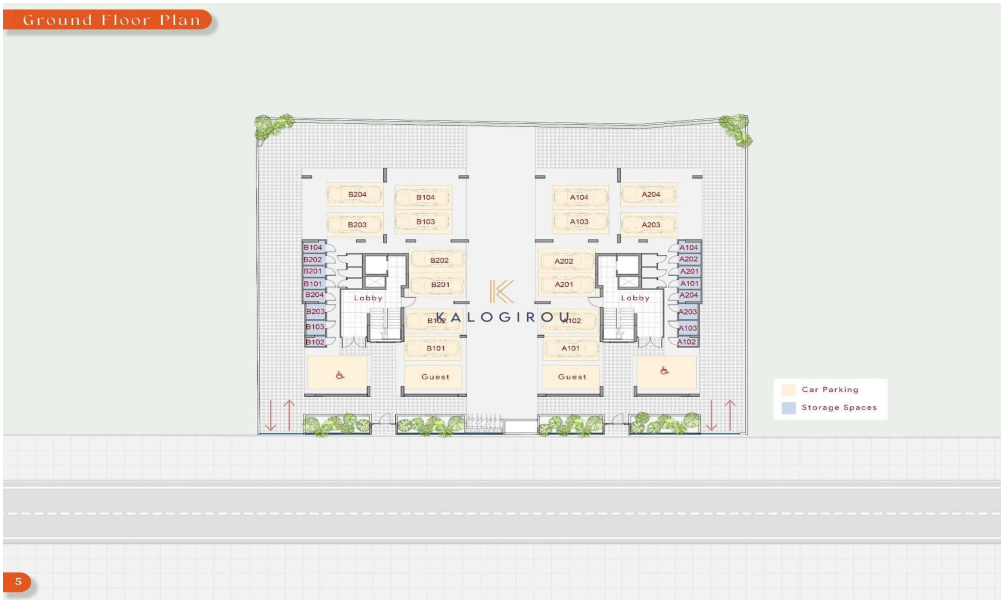 Ground Floor Plan
B204
B104
A104
A204
B203
B103
A103
A203
B104
B202
B201
B101
B204
B203
B103
B102
Lobby
B202
B201
B102
B101
Guest
KALOGIROU
A202
A201
A102
A101
Guest
Lobby
A104
A202
A201
A101
A204
A203
A103
A102
Car Parking
Storage Spaces
5